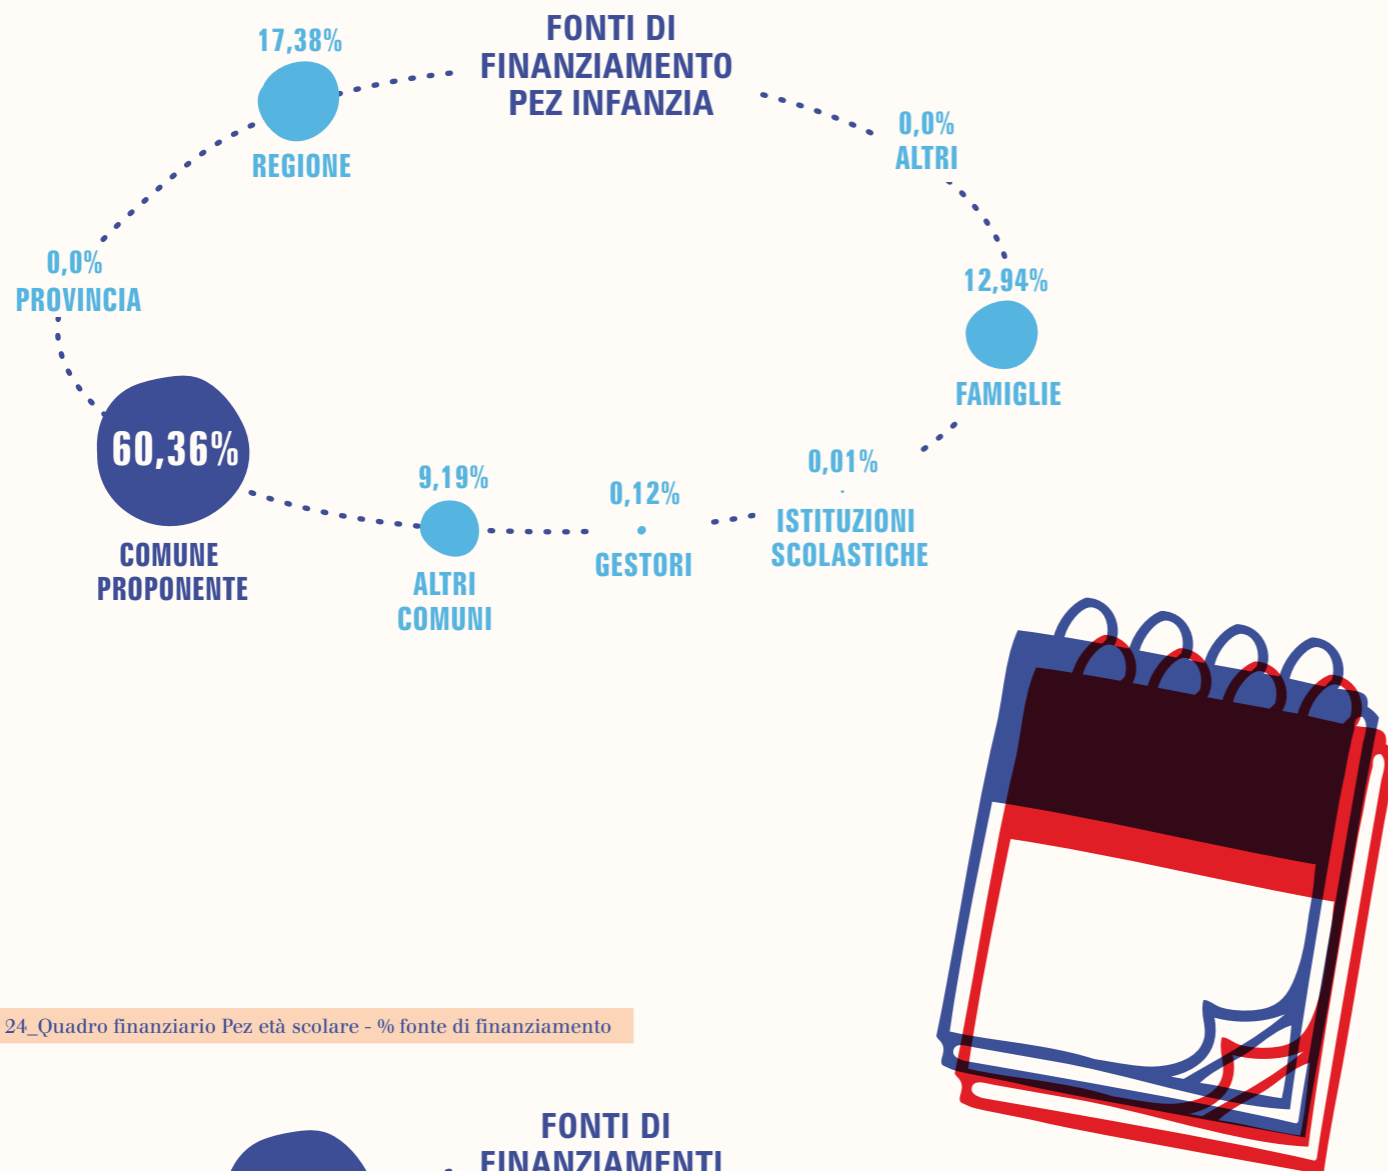 FONTI DI
FINANZIAMENTO
PEZ INFANZIA
17,38%
REGIONE
0,0%
ALTRI
0,0%
PROVINCIA
12,94%
FAMIGLIE
60,36%
COMUNE
PROPONENTE
9,19%
ALTRI
COMUNI
0,12%
GESTORI
0,01%
ISTITUZIONI
SCOLASTICHE
24_Quadro finanziario Pez età scolare - % fonte di finanziamento
FONTI DI
FINANZIAMENTI